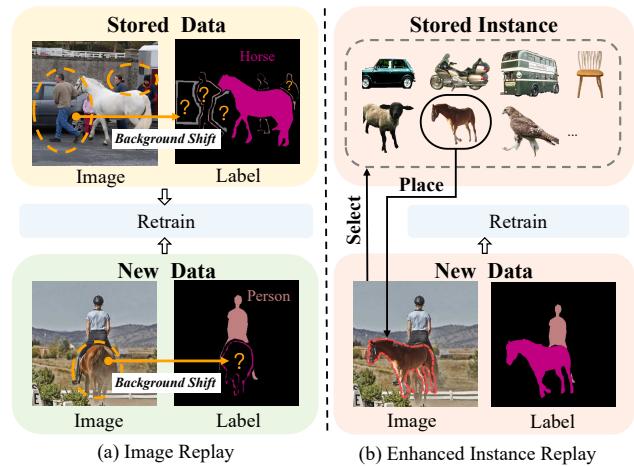 Stored Data
Horse
? ? ?
Background Shift
Image
Label
Retrain
New Data
Person
?
Background Shift
Image
Label
(a) Image Replay
Stored Instance
...
Place
Select
Retrain
New Data
Image
Label
(b) Enhanced Instance Replay